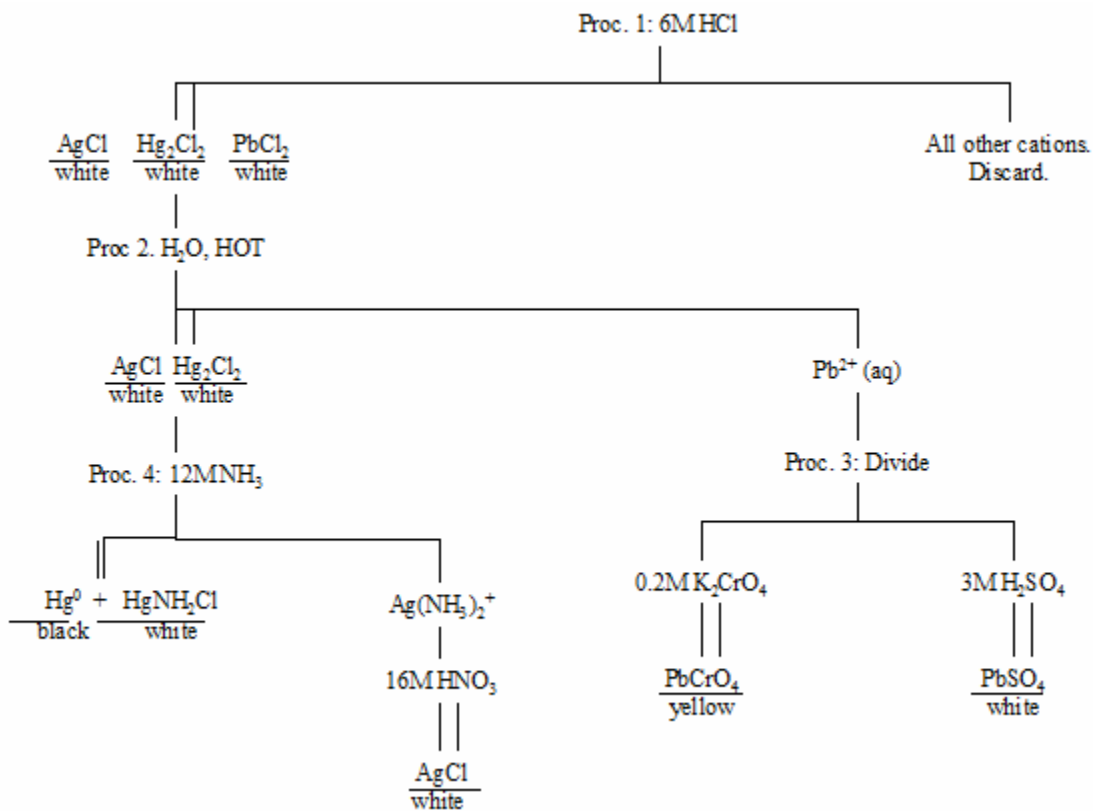 Proc. 1: 6M HCl
AgCl Hg₂Cl₂ PbCl₂
white white white
All other cations.
Discard.
Proc 2. H₂O, HOT
AgCl Hg₂Cl₂
white white
Pb²⁺ (aq)
Proc. 4: 12M NH₃
Proc. 3: Divide
Hg⁰ + HgNH₂Cl
black white
Ag(NH₃)₂⁺
16M HNO₃
AgCl
white
0.2M K₂CrO₄
PbCrO₄
yellow
3M H₂SO₄
PbSO₄
white